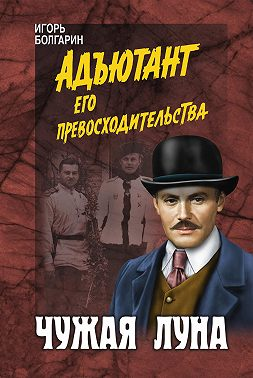 ИГОРЬ
БОЛГАРИН
АДЪЮТАНТ
ЕГО
ПРЕВОСХОДИТЕЛЬСТВА
ЧУЖАЯ ЛУНА